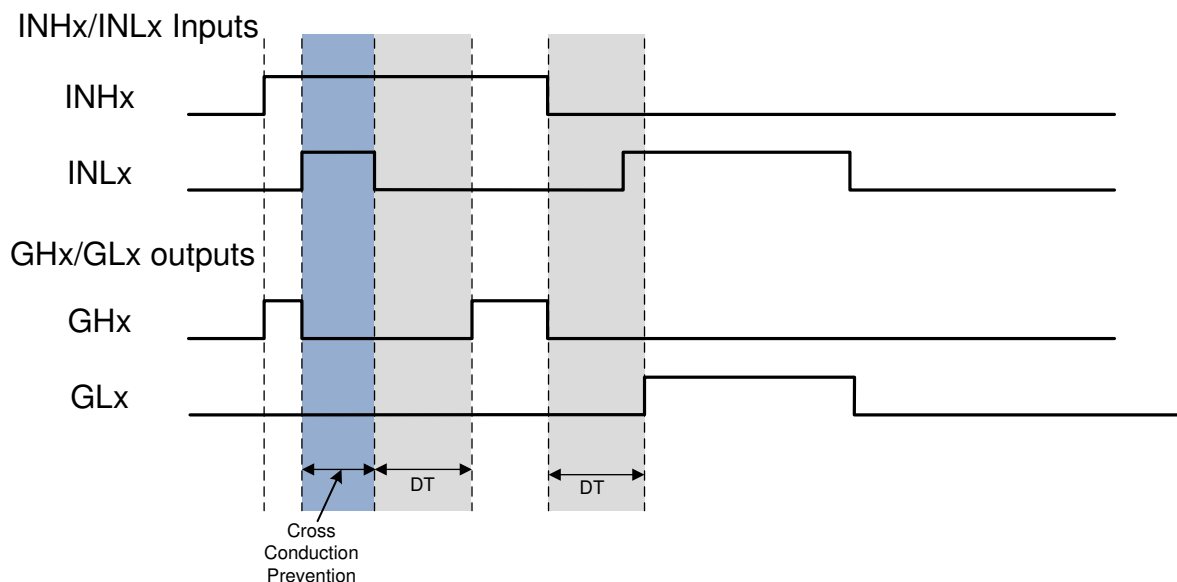 INHx/INLx Inputs
INHx
INLx
GHx/GLx outputs
GHx
GLx
DT
DT
Cross
Conduction
Prevention